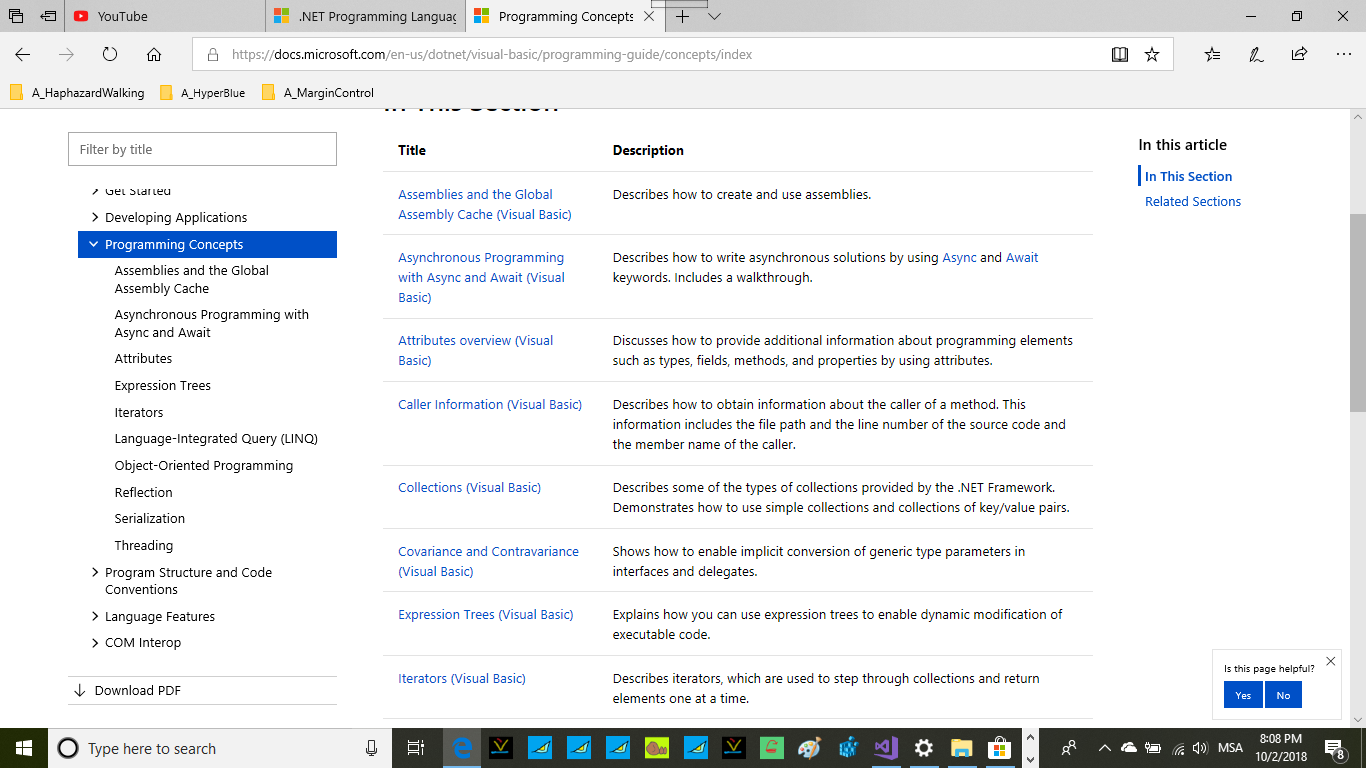 YouTube
.NET Programming Languag
Programming Concepts
https://docs.microsoft.com/en-us/dotnet/visual-basic/programming-guide/concepts/index
A_HaphazardWalking
A_HyperBlue
A_MarginControl
In This Section
Filter by title
Get Started
Developing Applications
Programming Concepts
Assemblies and the Global
Assembly Cache
Asynchronous Programming with
Async and Await
Attributes
Expression Trees
Iterators
Language-Integrated Query (LINQ)
Object-Oriented Programming
Reflection
Serialization
Threading
Program Structure and Code
Conventions
Language Features
COM Interop
Download PDF
Title Description
Assemblies and the Global
Assembly Cache (Visual Basic)
Describes how to create and use assemblies.
Asynchronous Programming
with Async and Await (Visual
Basic)
Describes how to write asynchronous solutions by using Async and Await
keywords. Includes a walkthrough.
Attributes overview (Visual
Basic)
Discusses how to provide additional information about programming elements
such as types, fields, methods, and properties by using attributes.
Caller Information (Visual Basic)
Describes how to obtain information about the caller of a method. This
information includes the file path and the line number of the source code and
the member name of the caller.
Collections (Visual Basic)
Describes some of the types of collections provided by the .NET Framework.
Demonstrates how to use simple collections and collections of key/value pairs.
Covariance and Contravariance
(Visual Basic)
Shows how to enable implicit conversion of generic type parameters in
interfaces and delegates.
Expression Trees (Visual Basic)
Explains how you can use expression trees to enable dynamic modification of
executable code.
Iterators (Visual Basic)
Describes iterators, which are used to step through collections and return
elements one at a time.
In this article
In This Section
Related Sections
Is this page helpful?
Yes No
Type here to search
MSA
8:08 PM
10/2/2018
8